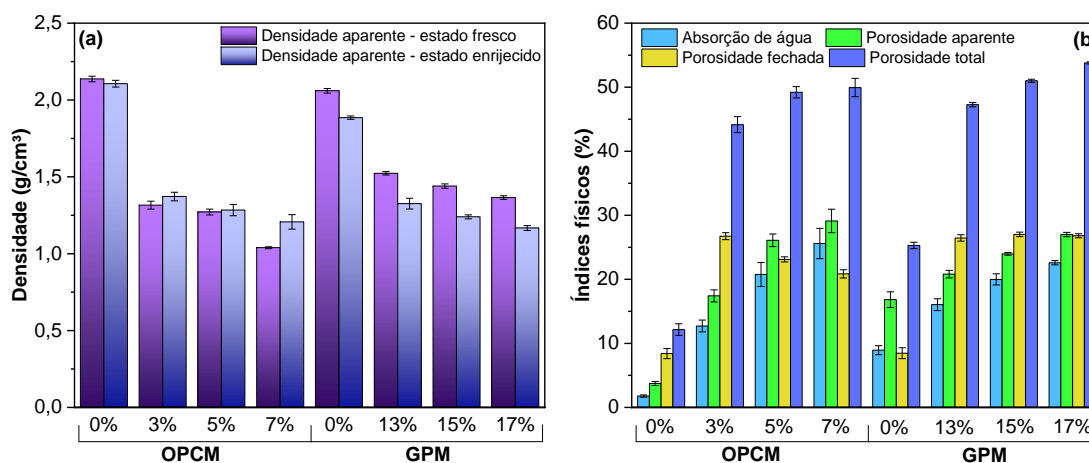 (a)
Densidade aparente - estado fresco
Densidade aparente - estado enrijecido
Densidade (g/cm³)
2,5
2,0
1,5
1,0
0,5
0,0
0% 3% 5% 7% 0% 13% 15% 17%
OPCM GPM
(b
Absorção de água Porosidade aparente
Porosidade fechada Porosidade total
Índices físicos (%)
60
50
40
30
20
10
0
0% 3% 5% 7% 0% 13% 15% 17%
OPCM GPM